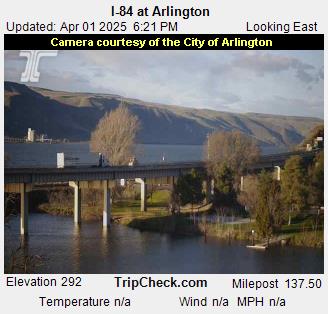 I-84 at Arlington
Updated: Apr 01 2025 6:21 PM Looking East
Camera courtesy of the City of Arlington
Elevation 292 TripCheck.com Milepost 137.50
Temperature n/a Wind n/a MPH n/a